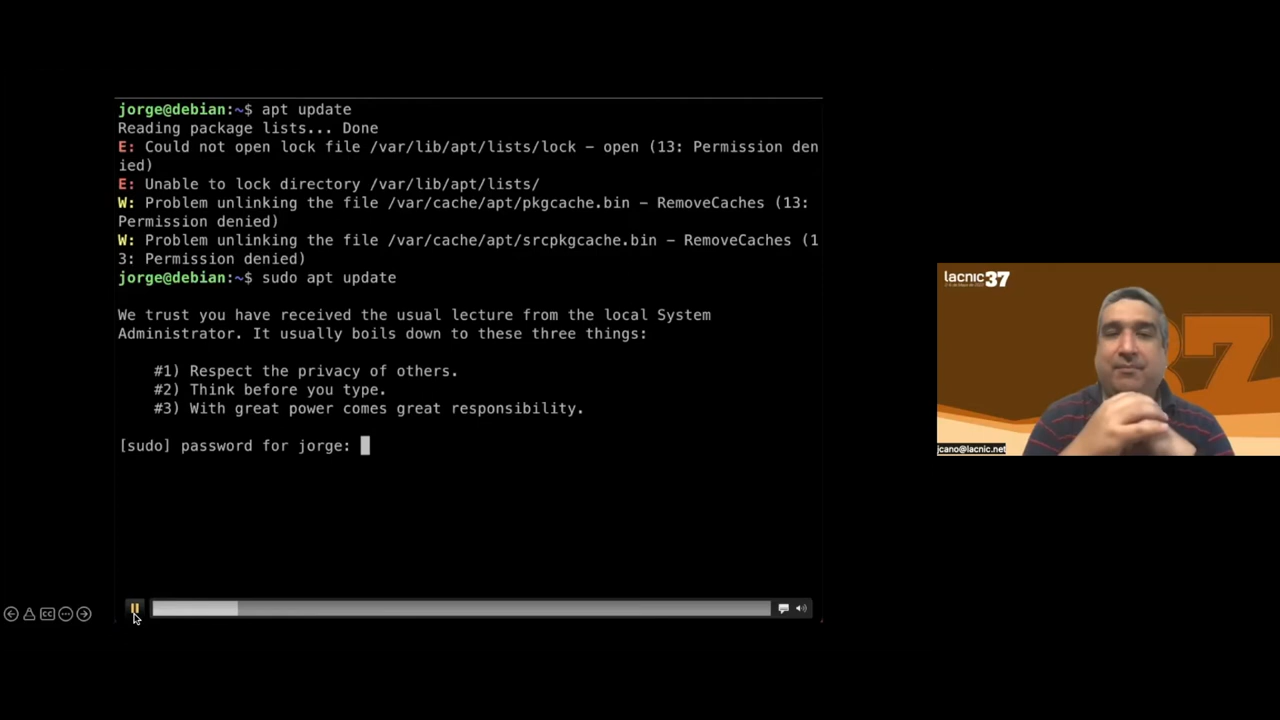 jorge@debian:~$ apt update
Reading package lists... Done
E: Could not open lock file /var/lib/apt/lists/lock - open (13: Permission den
ied)
E: Unable to lock directory /var/lib/apt/lists/
W: Problem unlinking the file /var/cache/apt/pkgcache.bin - RemoveCaches (13:
Permission denied)
W: Problem unlinking the file /var/cache/apt/srcpkgcache.bin - RemoveCaches (1
3: Permission denied)
jorge@debian:~$ sudo apt update
We trust you have received the usual lecture from the local System
Administrator. It usually boils down to these three things:
#1) Respect the privacy of others.
#2) Think before you type.
#3) With great power comes great responsibility.
[sudo] password for jorge:
CC
lacnic 37
37
jcano@lacnic.net